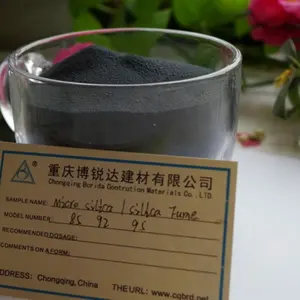 重庆博锐达建材有限公司
Chongqing Borida Contrution Materials Co .,Ltd
SAMPLE NAME: Micro silica / silica Fume
MODEL NUMBER: 85 92 95
RECOMMENDED DOSAGE:
COMMENTS ON A FORM:
ADDRESS: Chongqing,China THE URL: www.cqbrd.net